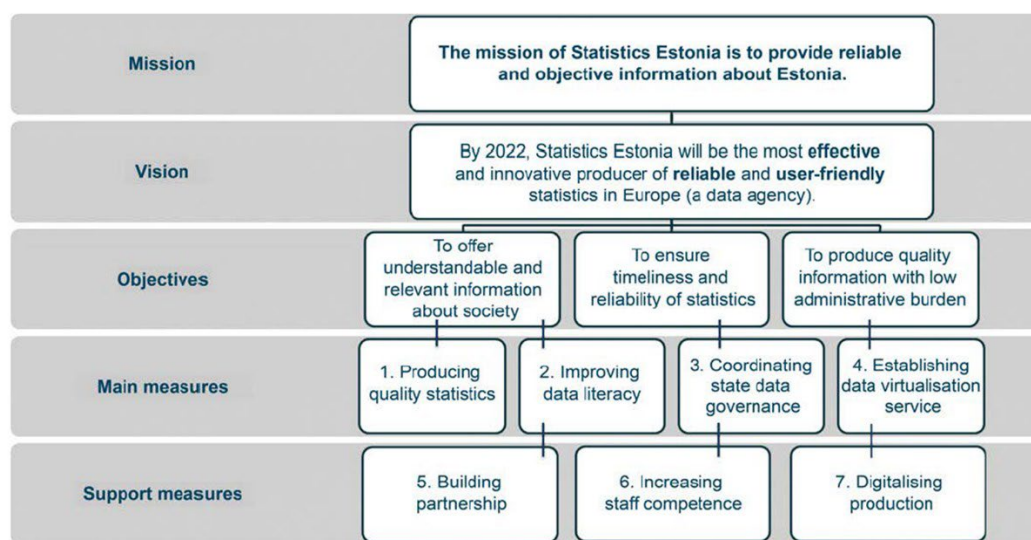 Mission
The mission of Statistics Estonia is to provide reliable
and objective information about Estonia.
Vision
By 2022, Statistics Estonia will be the most effective
and innovative producer of reliable and user-friendly
statistics in Europe (a data agency).
Objectives
To offer
understandable and
relevant information
about society
To ensure
timeliness and
reliability of statistics
To produce quality
information with low
administrative burden
Main measures
1. Producing
quality statistics
2. Improving
data literacy
3. Coordinating
state data
governance
4. Establishing
data virtualisation
service
Support measures
5. Building
partnership
6. Increasing
staff competence
7. Digitalising
production